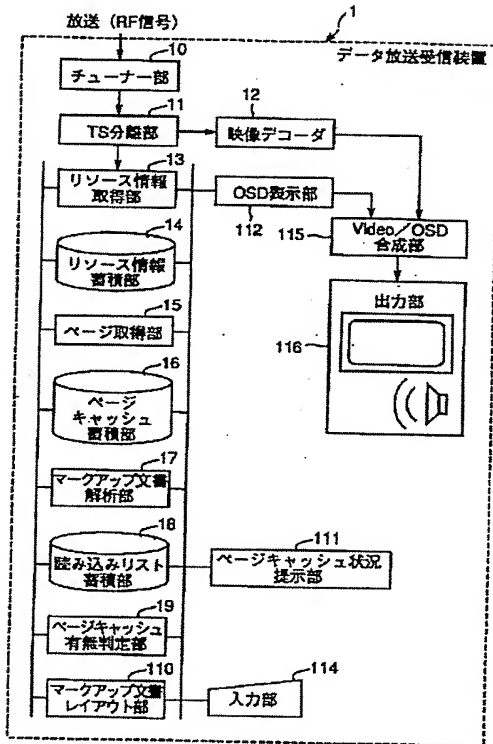 放送（RF信号）
1
データ放送受信装置
10
チューナー部
11
TS分離部
12
映像デコーダ
13
リソース情報
取得部
OSD表示部
112
14
リソース情報
蓄積部
115
Video／OSD
合成部
15
ページ取得部
出力部
116
16
ページ
キャッシュ
蓄積部
17
マークアップ文書
解析部
18
読み込みリスト
蓄積部
111
ページキャッシュ状況
提示部
19
ページキャッシュ
有無判定部
110
マークアップ文書
レイアウト部
114
入力部